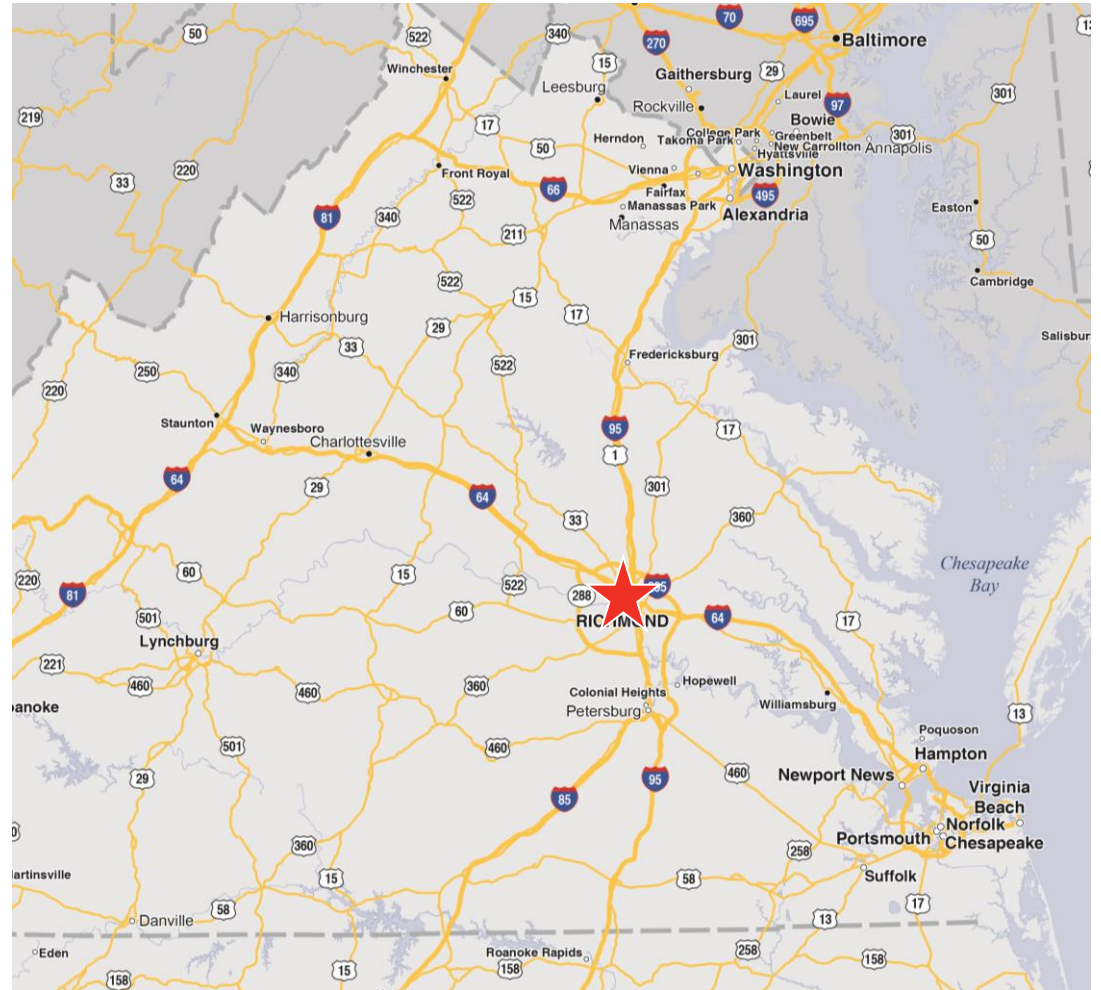 50
522
340
70
695
13
Baltimore
270
15
Gaithersburg
29
Winchester
Leesburg
Laurel
301
97
Rockville
219
17
College Park
Bowie
Herndon
Takoma Park
Greenbelt
301
50
New Carrollton
Annapolis
Hyattsville
220
Front Royal
Vienna
Washington
33
66
Fairfax
495
522
Manassas Park
Easton
81
340
Manassas
Alexandria
211
50
522
Cambridge
15
Harrisonburg
17
29
301
Salisbur
33
Fredericksburg
250
340
522
220
Staunton
Waynesboro
95
17
Charlottesville
1
64
29
64
301
33
360
Chesapeake
Bay
60
15
220
522
81
288
501
60
64
17
RICHMOND
Lynchburg
221
460
460
360
Hopewell
Colonial Heights
Williamsburg
anoke
Petersburg
13
Poquoson
501
460
Hampton
29
95
460
Newport News
85
Virginia
Beach
Norfolk
Portsmouth
Chesapeake
360
258
artinsville
15
58
Suffolk
58
17
Danville
13
Eden
Roanoke Rapids
258
158
15
158
158